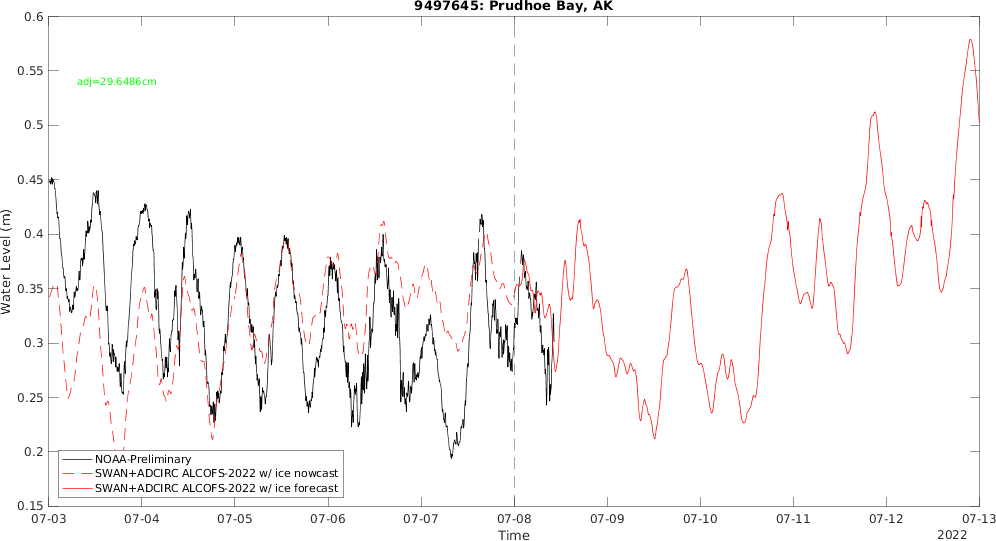 9497645: Prudhoe Bay, AK
0.6
0.55
0.5
0.45
0.4
0.35
0.3
0.25
0.2
0.15
Water Level (m)
adj=29.6486cm
NOAA-Preliminary
SWAN+ADCIRC ALCOFS-2022 w/ ice nowcast
SWAN+ADCIRC ALCOFS-2022 w/ ice forecast
07-03 07-04 07-05 07-06 07-07 07-08 07-09 07-10 07-11 07-12 07-13
Time
2022